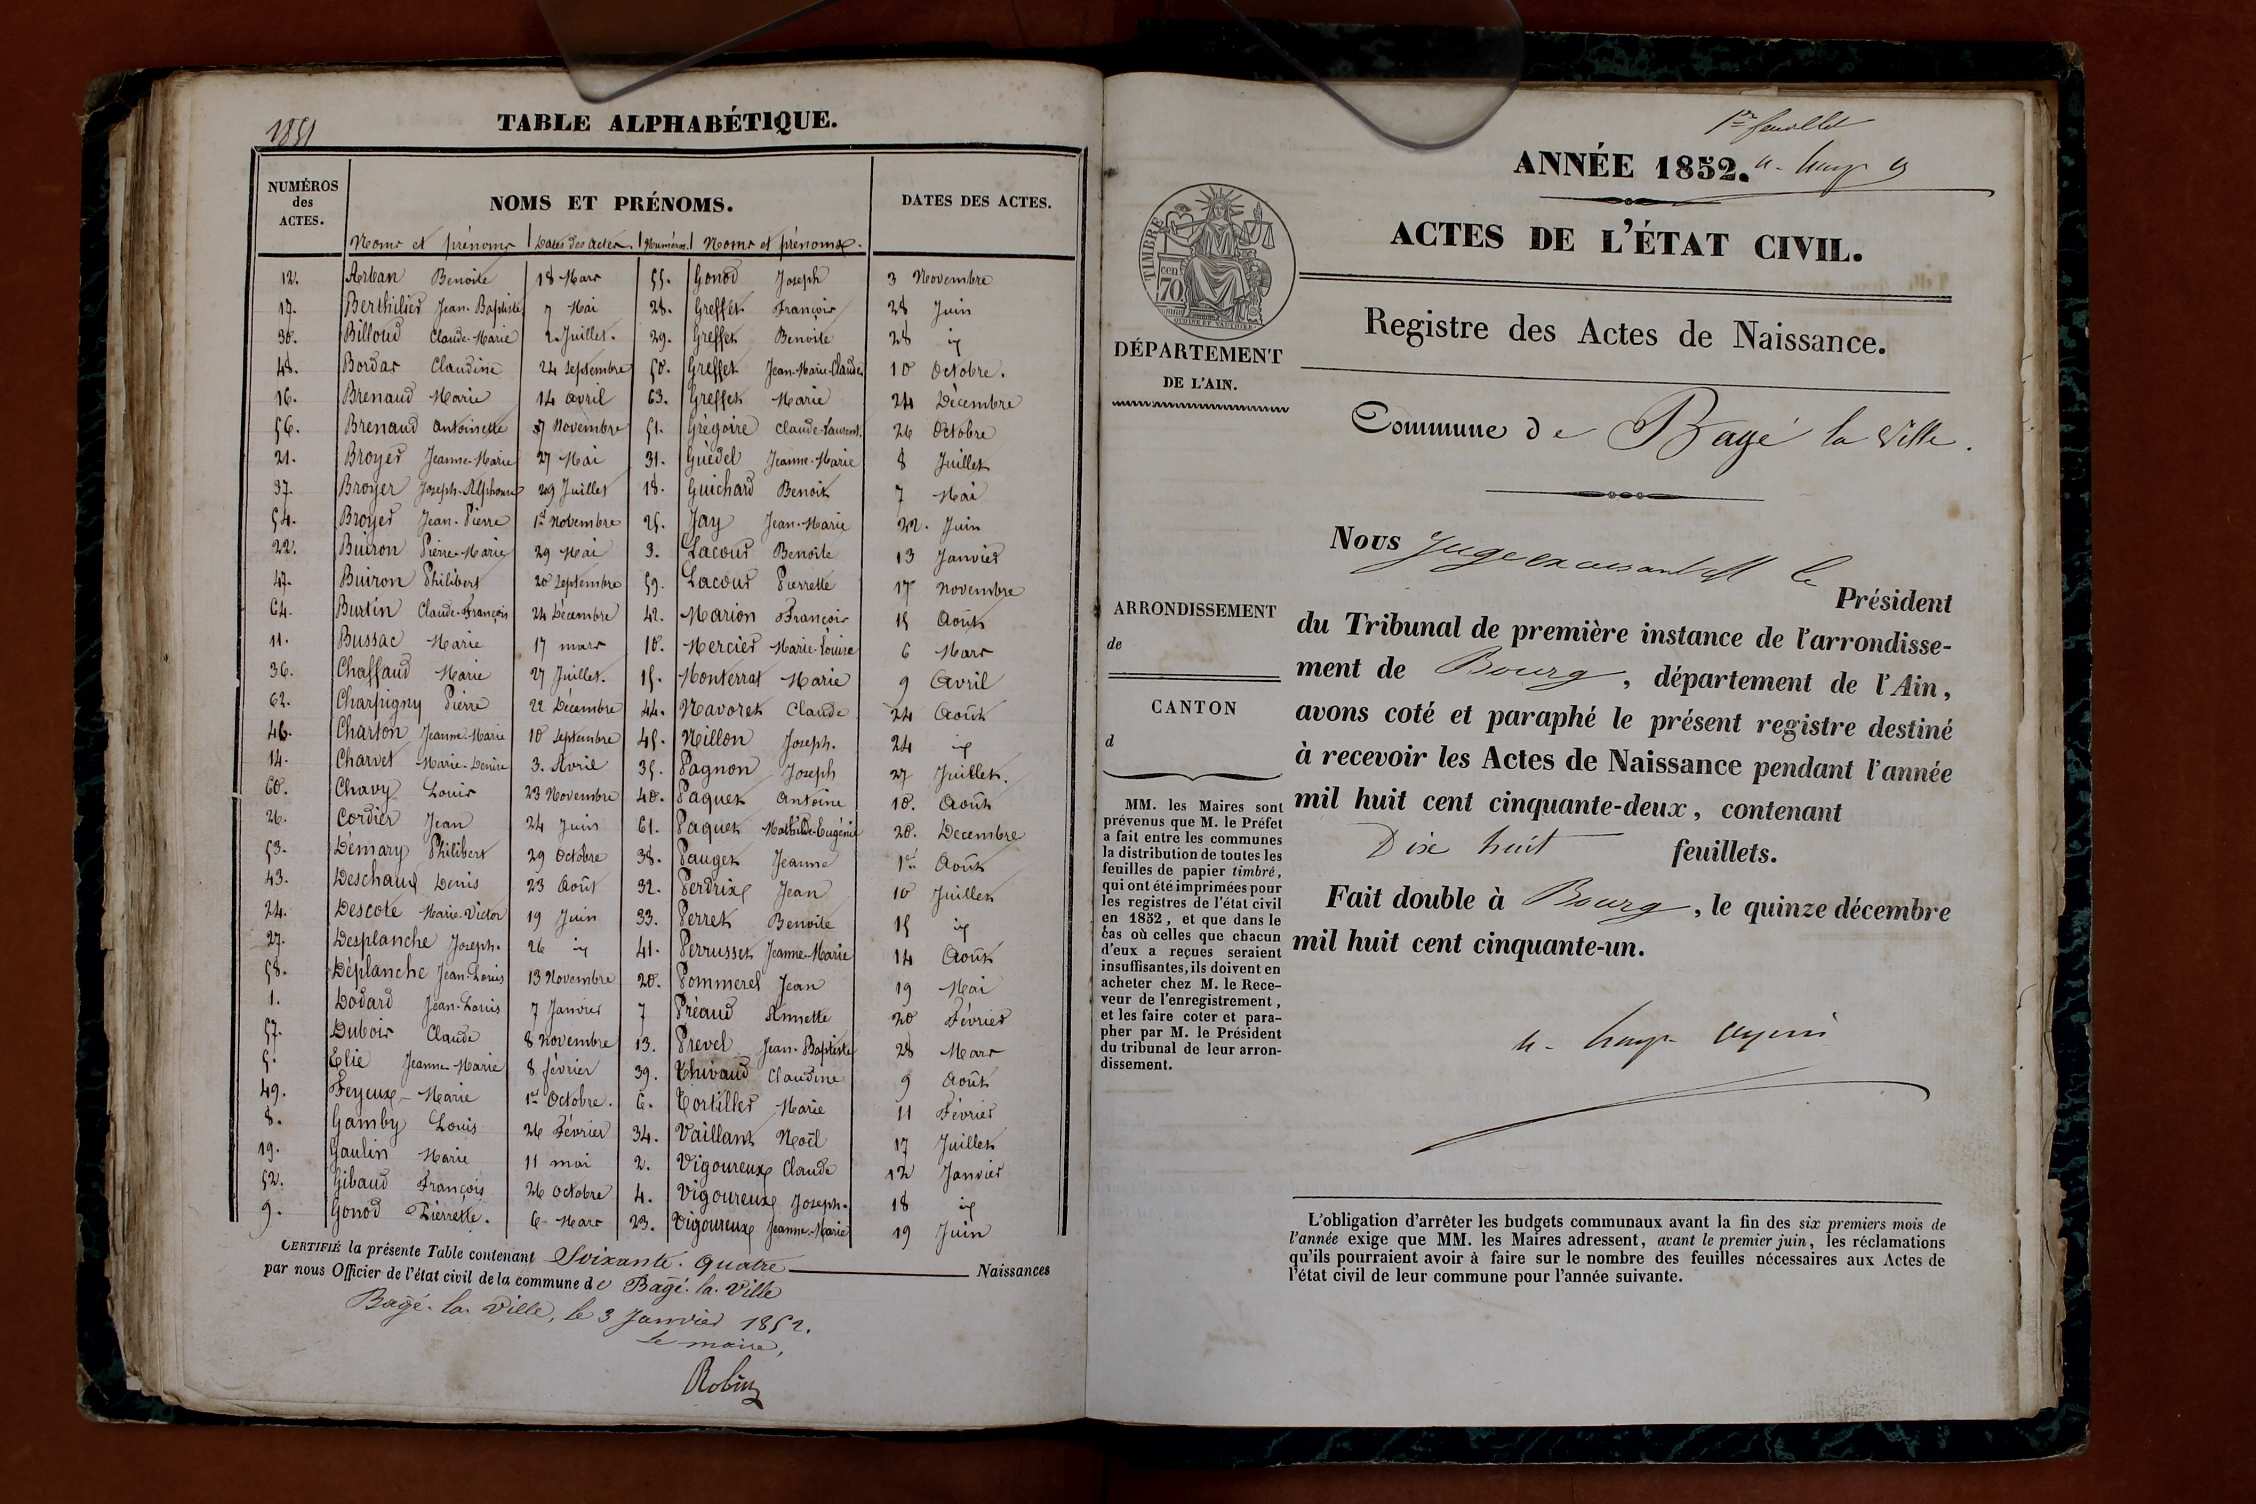 1851
TABLE ALPHABÉTIQUE.
NUMÉROS des ACTES. NOMS ET PRÉNOMS. DATES DES ACTES.
Noms et prénoms Dates des actes Numéros Noms et prénoms.
12. Arban Benoite 18 Mars 55. Gonod Joseph 3 Novembre
17. Berthilier Jean-Baptiste 7 Mai 28. Greffet François 28 Juin
30. Billoud Claude-Marie 2 Juillet. 29. Greffet Benoite 28 id
48. Bordas Claudine 24 Septembre 50. Greffet Jean-Marie-Claude 10 Octobre.
16. Brenaud Marie 14 avril 63. Greffet Marie 24 Décembre
56. Brenaud Antoinette 7 Novembre 51. Grégoire Claude-Laurent. 26 Octobre
21. Broyer Jeanne-Marie 27 Mai 31. Guédel Jeanne-Marie 8 Juillet
37. Broyer Joseph-Alphonse 29 Juillet 18. Guichard Benoit 7 Mai
54. Broyer Jean-Pierre 1er Novembre 25. Jay Jean-Marie 22. Juin
22. Buiron Pierre-Marie 29 Mai 3. Lacour Benoite 13 Janvier
47. Buiron Philibert 20 Septembre 59. Lacour Pierrette 17 novembre
64. Burtin Claude-François 24 Décembre 42. Marion François 15 Août
11. Bussac Marie 17 mars 10. Mercier Marie-Louise 6 Mars
36. Chaffaud Marie 27 Juillet. 15. Monterrat Marie 9 Avril
62. Charpigny Pierre 22 Décembre 44. Navoret Claude 24 Août
46. Charton Jeanne-Marie 10 Septembre 45. Nillon Joseph. 24 id
14. Charvet Marie-Denise 3. Avril 35. Pagnon Joseph 27 Juillet.
60. Chavy Louis 23 Novembre 40. Paquet Antoine 10. Août
26. Cordier Jean 24 Juin 61. Paquet Mathilde-Eugénie 20. Decembre
53. Démary Philibert 29 Octobre 38. Pauget Jeanne 1er Août
43. Deschaux Denis 23 Août 32. Perdrix Jean 10 Juillet
24. Descote Marie-Victor 19 Juin 33. Perret Benoite 15 id
27. Desplanche Joseph. 26 id 41. Perrusset Jeanne-Marie 14 Août
58. Déplanche Jean-Louis 13 Novembre 20. Pommerel Jean 19 Mai
1. Dodard Jean-Louis 7 Janvier 7 Préaud Annette 20 Février
57. Dubois Claude 8 novembre 13. Prevel Jean-Baptiste 28 Mars
5. Elie Jeanne-Marie 8 février 39. Thivaud Claudine 9 Août
49. Feyeux Marie 1er Octobre. 6. Tortiller Marie 11 Février
8. Gamby Louis 26 Février 34. Vaillant Noël 17 Juillet
19. Gaulin Marie 11 mai 2. Vigoureux Claude 12 Janvier
52. Gibaud François 26 octobre 4. Vigoureux Joseph. 18 id
9. Gonod Pierrette. 6 Mars 23. Vigoureux Jeanne-Marie 19 Juin
CERTIFIÉ la présente Table contenant Soixante-Quatre Naissances
par nous Officier de l'état civil de la commune de Bagé-la-Ville
Bagé-la-Ville, le 3 Janvier 1852.
Le maire,
Robin
1er feuillet
ANNÉE 1852.
ACTES DE L'ÉTAT CIVIL.
TIMBRE
70 cen
Registre des Actes de Naissance.
DÉPARTEMENT
DE L'AIN.
Commune de Bagé la Ville.
Nous Juge le
Président
du Tribunal de première instance de l'arrondisse-
ment de Bourg, département de l'Ain,
avons coté et paraphé le présent registre destiné
à recevoir les Actes de Naissance pendant l'année
mil huit cent cinquante-deux, contenant
Dix huit feuillets.
Fait double à Bourg, le quinze décembre
mil huit cent cinquante-un.
ARRONDISSEMENT
de
CANTON
d
MM. les Maires sont
prévenus que M. le Préfet
a fait entre les communes
la distribution de toutes les
feuilles de papier timbré,
qui ont été imprimées pour
les registres de l'état civil
en 1852, et que dans le
cas où celles que chacun
d'eux a reçues seraient
insuffisantes, ils doivent en
acheter chez M. le Rece-
veur de l'enregistrement,
et les faire coter et para-
pher par M. le Président
du tribunal de leur arron-
dissement.
L'obligation d'arrêter les budgets communaux avant la fin des six premiers mois de
l'année exige que MM. les Maires adressent, avant le premier juin, les réclamations
qu'ils pourraient avoir à faire sur le nombre des feuilles nécessaires aux Actes de
l'état civil de leur commune pour l'année suivante.